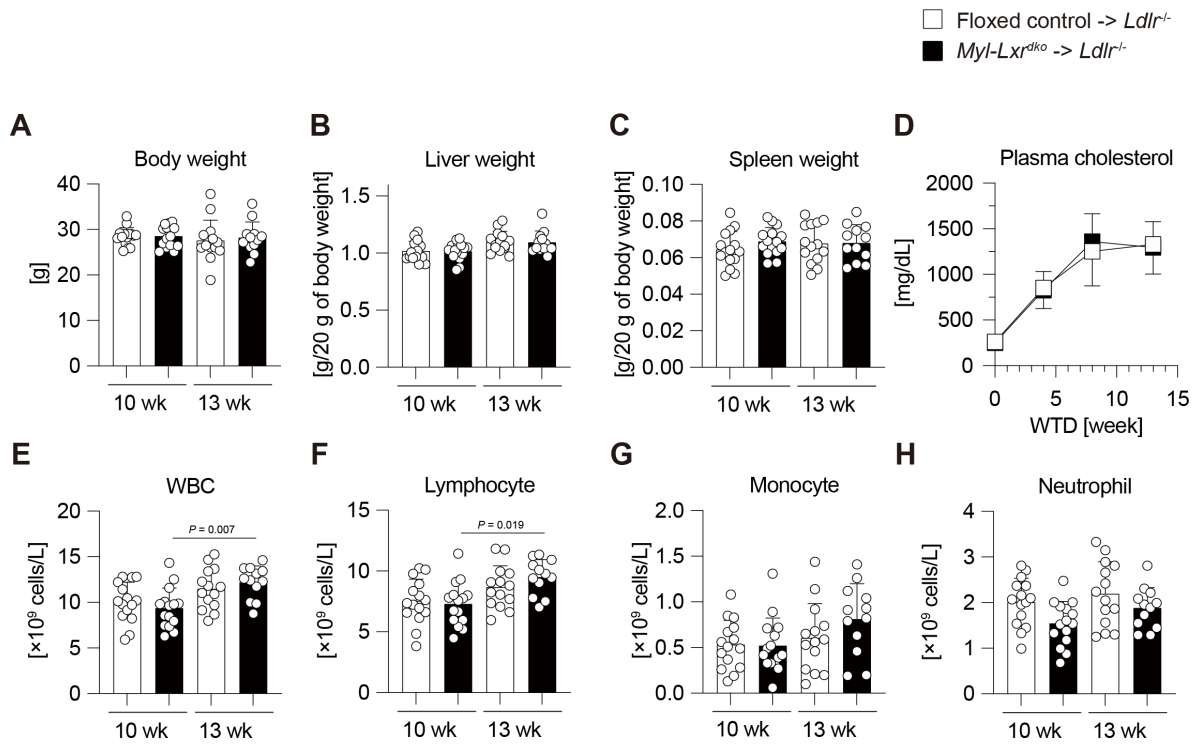 Floxed control -> Ldlr-/-
Myl-Lxrdko -> Ldlr-/-
A
Body weight
[g]
40
30
20
10
0
10 wk
13 wk
B
Liver weight
[g/20 g of body weight]
1.5
1.0
0.5
0.0
10 wk
13 wk
C
Spleen weight
[g/20 g of body weight]
0.10
0.08
0.06
0.04
0.02
0.00
10 wk
13 wk
D
Plasma cholesterol
[mg/dL]
2000
1500
1000
500
0
0
5
10
15
WTD [week]
E
WBC
[×10⁹ cells/L]
20
15
10
5
0
P = 0.007
10 wk
13 wk
F
Lymphocyte
[×10⁹ cells/L]
15
10
5
0
P = 0.019
10 wk
13 wk
G
Monocyte
[×10⁹ cells/L]
2.0
1.5
1.0
0.5
0.0
10 wk
13 wk
H
Neutrophil
[×10⁹ cells/L]
4
3
2
1
0
10 wk
13 wk